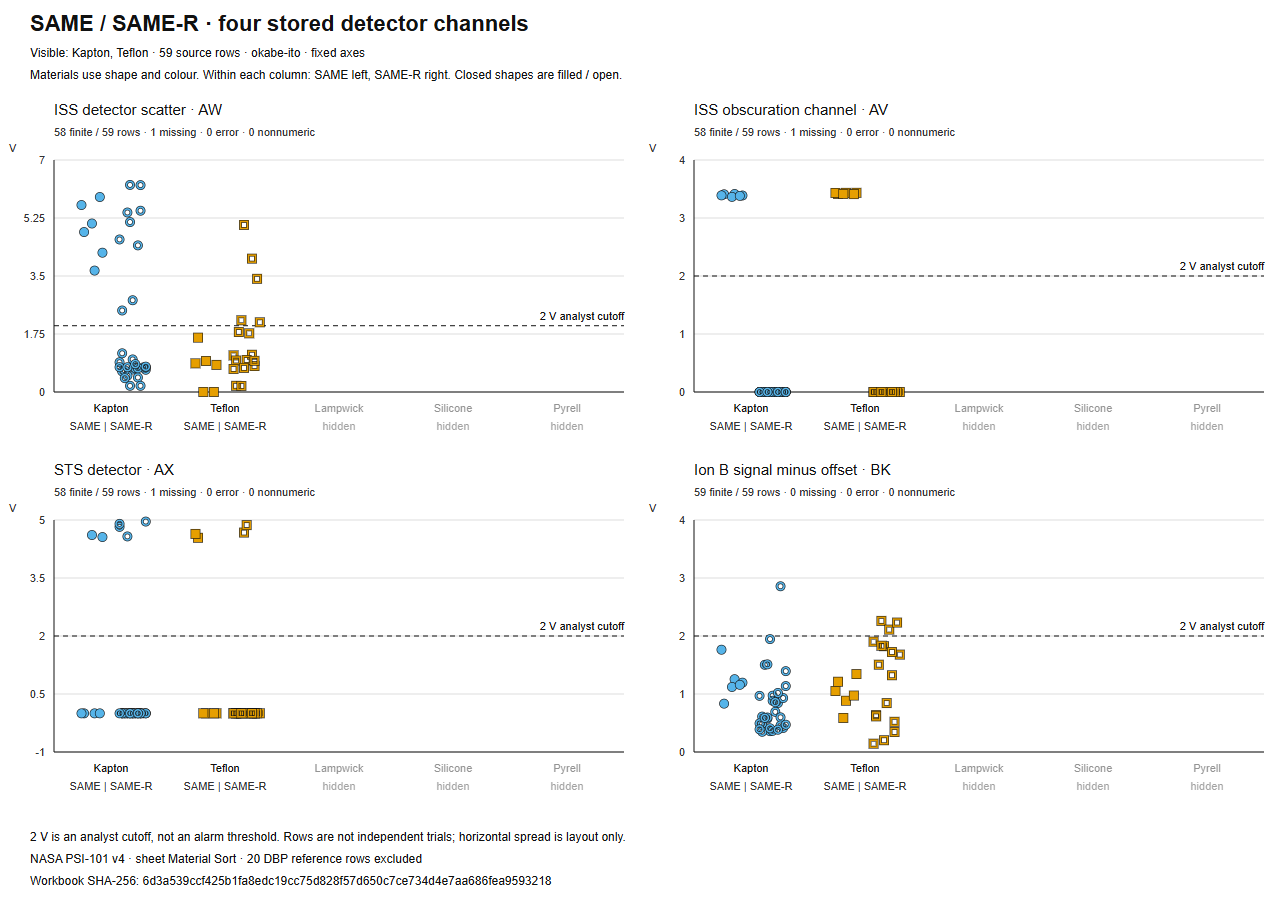 SAME / SAME-R · four stored detector channels
Visible: Kapton, Teflon · 59 source rows · okabe-ito · fixed axes
Materials use shape and colour. Within each column: SAME left, SAME-R right. Closed shapes are filled / open.
ISS detector scatter · AW
58 finite / 59 rows · 1 missing · 0 error · 0 nonnumeric
V
7
5.25
3.5
2 V analyst cutoff
1.75
0
Kapton Teflon Lampwick Silicone Pyrell
SAME | SAME-R SAME | SAME-R hidden hidden hidden
ISS obscuration channel · AV
58 finite / 59 rows · 1 missing · 0 error · 0 nonnumeric
V
4
3
2 V analyst cutoff
2
1
0
Kapton Teflon Lampwick Silicone Pyrell
SAME | SAME-R SAME | SAME-R hidden hidden hidden
STS detector · AX
58 finite / 59 rows · 1 missing · 0 error · 0 nonnumeric
V
5
3.5
2 V analyst cutoff
2
0.5
-1
Kapton Teflon Lampwick Silicone Pyrell
SAME | SAME-R SAME | SAME-R hidden hidden hidden
Ion B signal minus offset · BK
59 finite / 59 rows · 0 missing · 0 error · 0 nonnumeric
V
4
3
2 V analyst cutoff
2
1
0
Kapton Teflon Lampwick Silicone Pyrell
SAME | SAME-R SAME | SAME-R hidden hidden hidden
2 V is an analyst cutoff, not an alarm threshold. Rows are not independent trials; horizontal spread is layout only.
NASA PSI-101 v4 · sheet Material Sort · 20 DBP reference rows excluded
Workbook SHA-256: 6d3a539ccf425b1fa8edc19cc75d828f57d650c7ce734d4e7aa686fea9593218